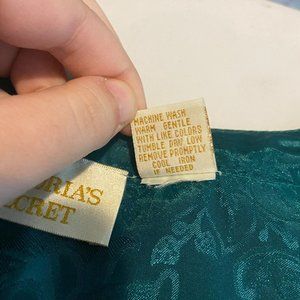 MACHINE WASH
WARM GENTLE
WITH LIKE COLORS
TUMBLE DRY LOW
REMOVE PROMPTLY
COOL IRON
IF NEEDED
ORIA'S
CRET